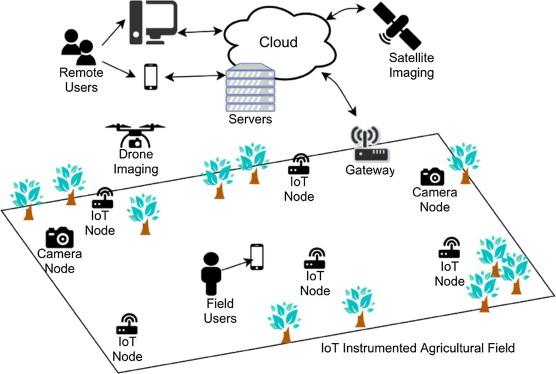 Cloud
Remote
Users
Satellite
Imaging
Servers
Drone
Imaging
Gateway
IoT
Node
Camera
Node
IoT
Node
Camera
Node
IoT
Node
IoT
Node
Field
Users
IoT
Node
IoT Instrumented Agricultural Field